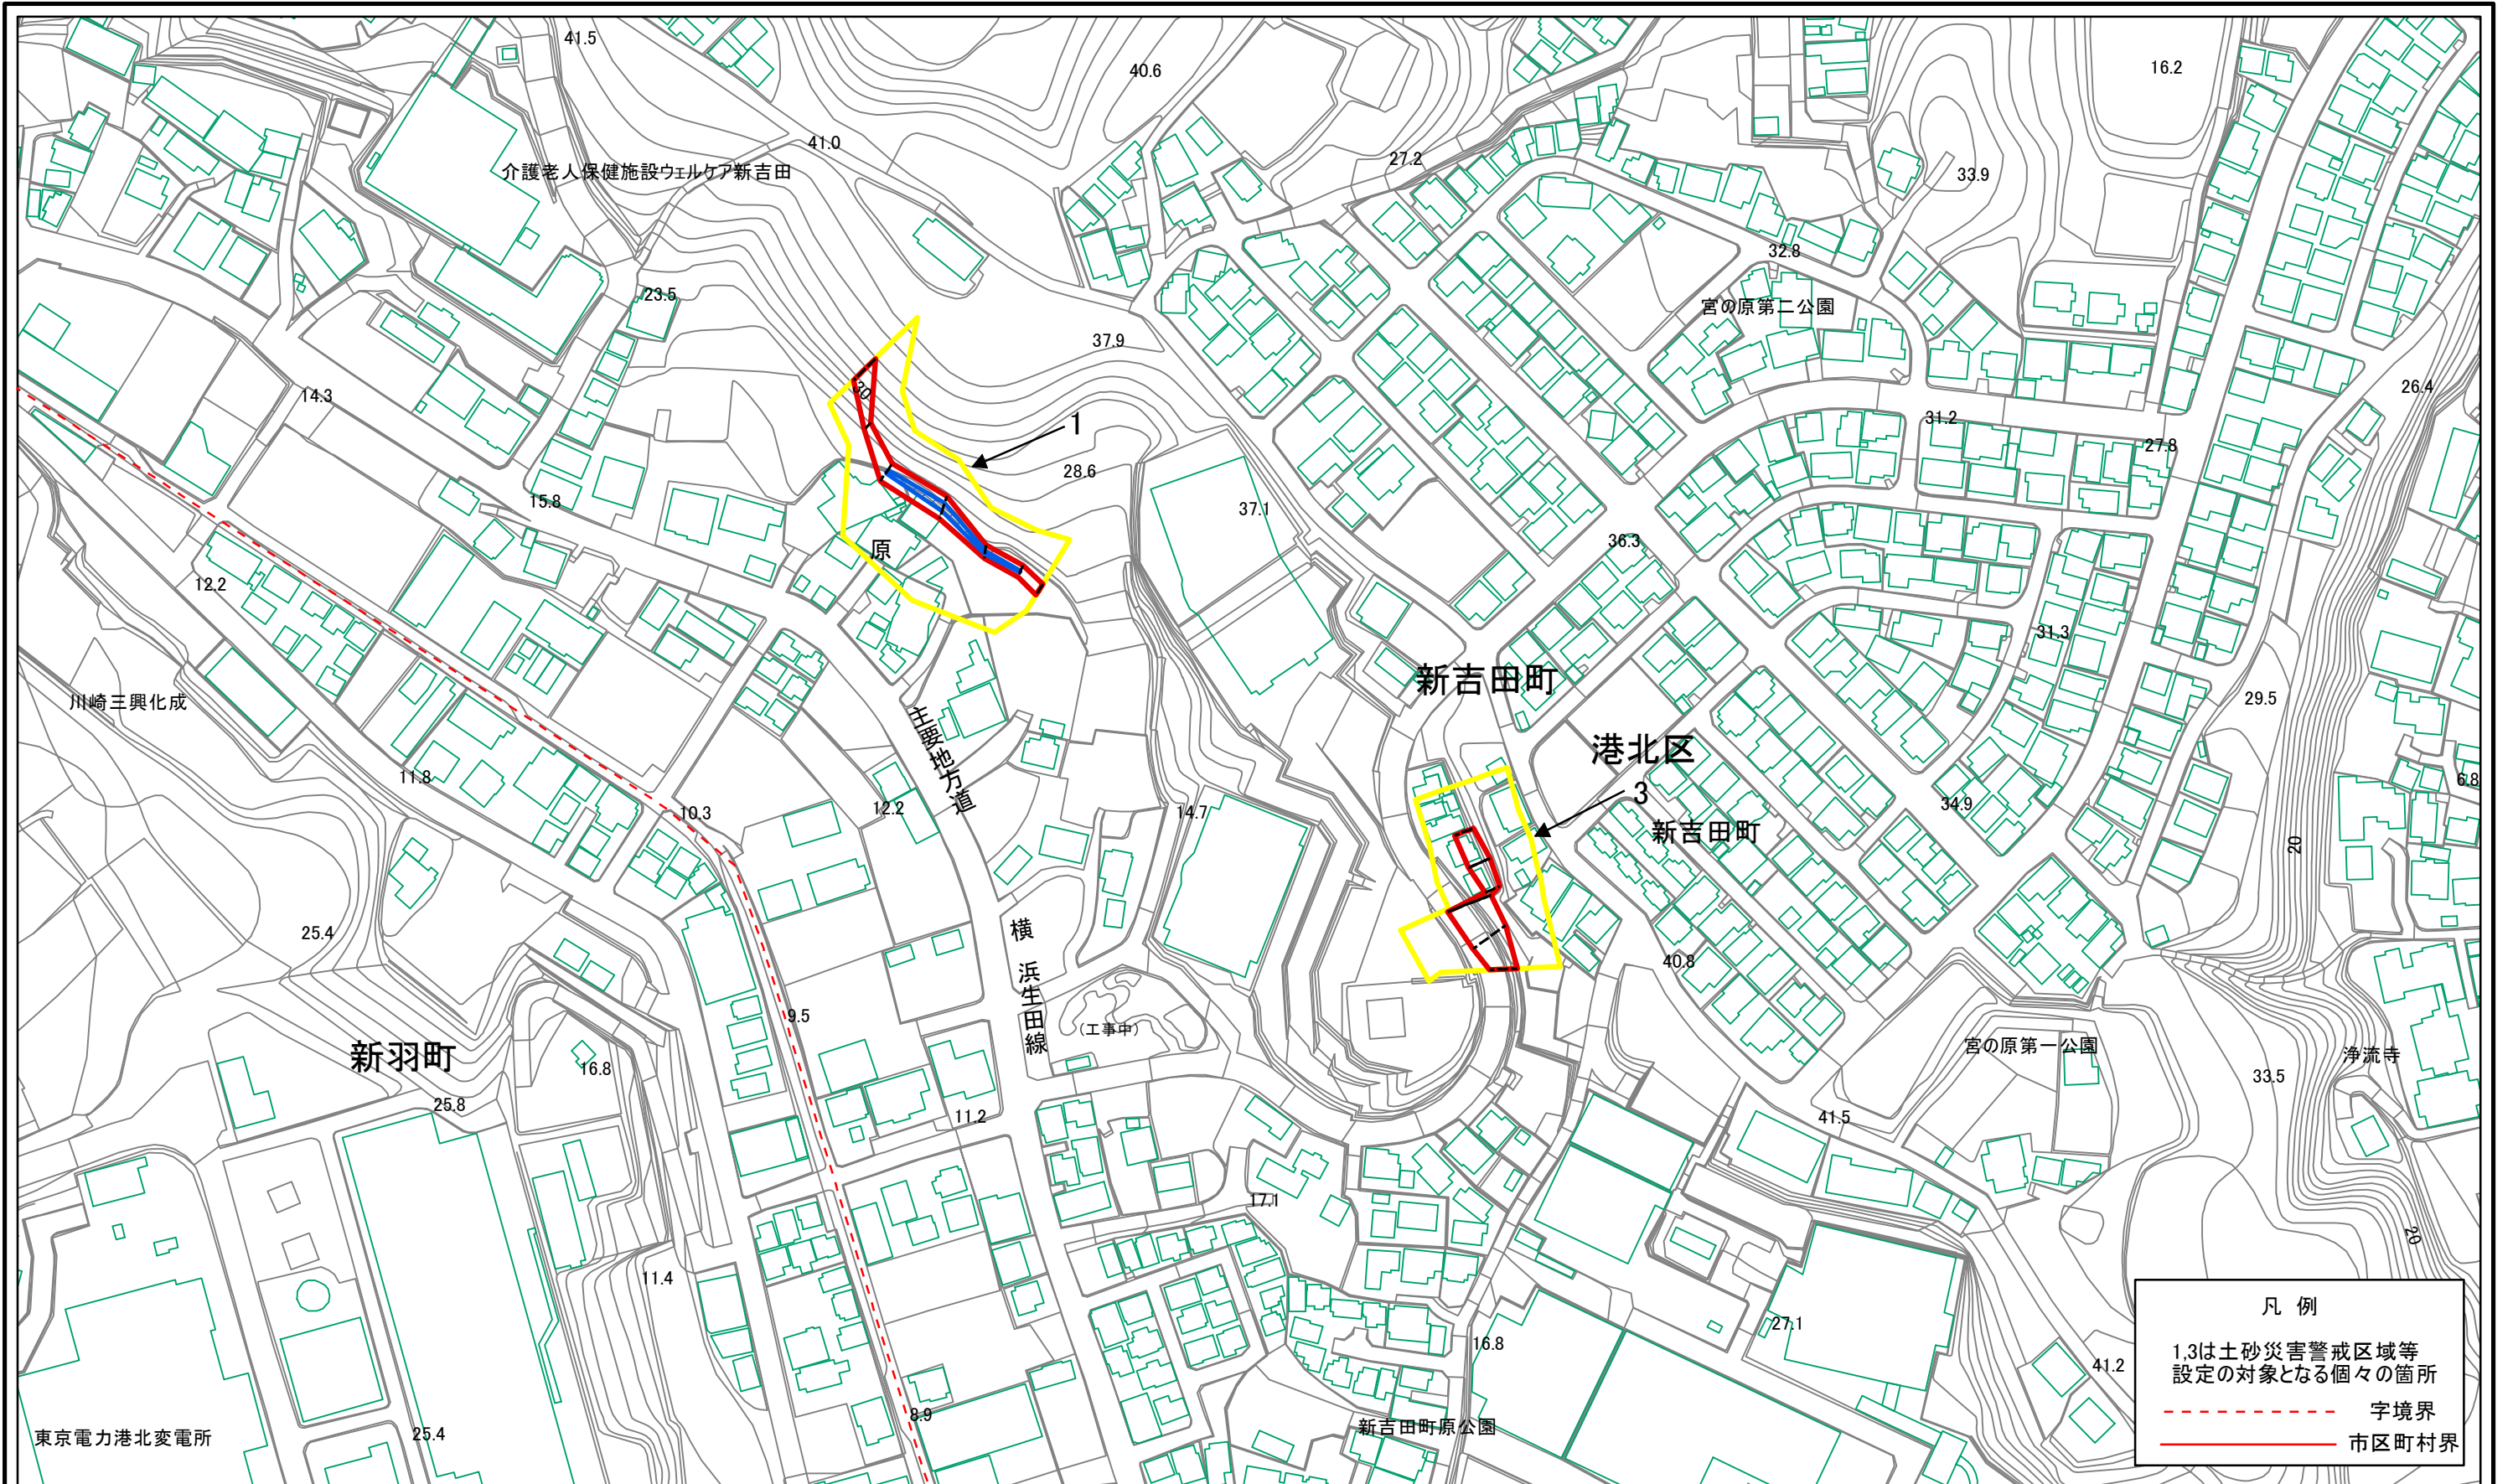 41.5
40.6
16.2
41.0
27.2
介護老人保健施設ウェルケア新吉田
33.9
32.8
23.5
宮の原第二公園
37.9
26.4
14.3
30
1
31.2
27.8
28.6
15.8
37.1
原
36.3
12.2
31.3
新吉田町
川崎三興化成
29.5
主要地方道
港北区
11.8
6.8
3
34.9
12.2
10.3
14.7
新吉田町
20
横浜生田線
25.4
40.8
9.5
(工事中)
新羽町
宮の原第一公園
浄流寺
16.8
33.5
25.8
11.2
41.5
17.1
20
11.4
27.1
16.8
41.2
8.9
新吉田町原公園
東京電力港北変電所
25.4
凡 例
1,3は土砂災害警戒区域等
設定の対象となる個々の箇所
字境界
市区町村界